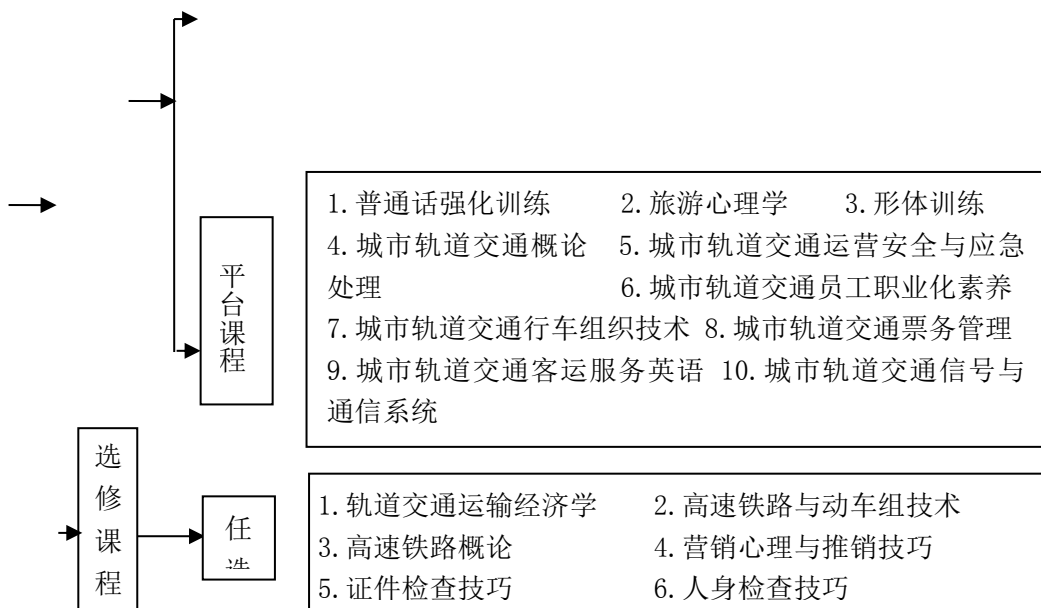 平台课程
1.普通话强化训练 2.旅游心理学 3.形体训练
4.城市轨道交通概论 5.城市轨道交通运营安全与应急
处理 6.城市轨道交通员工职业化素养
7.城市轨道交通行车组织技术 8.城市轨道交通票务管理
9.城市轨道交通客运服务英语 10.城市轨道交通信号与
通信系统
选修课程
任
1.轨道交通运输经济学 2.高速铁路与动车组技术
3.高速铁路概论 4.营销心理与推销技巧
5.证件检查技巧 6.人身检查技巧